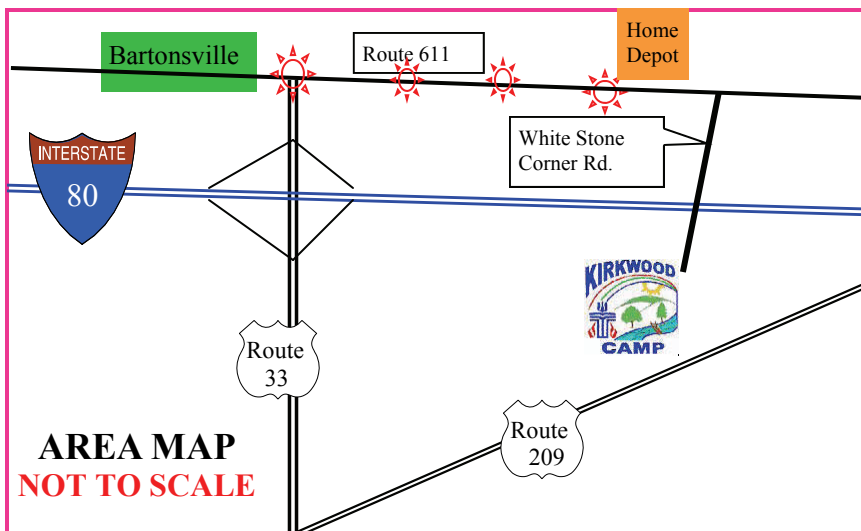 Bartonsville
Route 611
Home
Depot
White Stone
Corner Rd.
INTERSTATE
80
KIRKWOOD
CAMP
Route
33
Route
209
AREA MAP
NOT TO SCALE